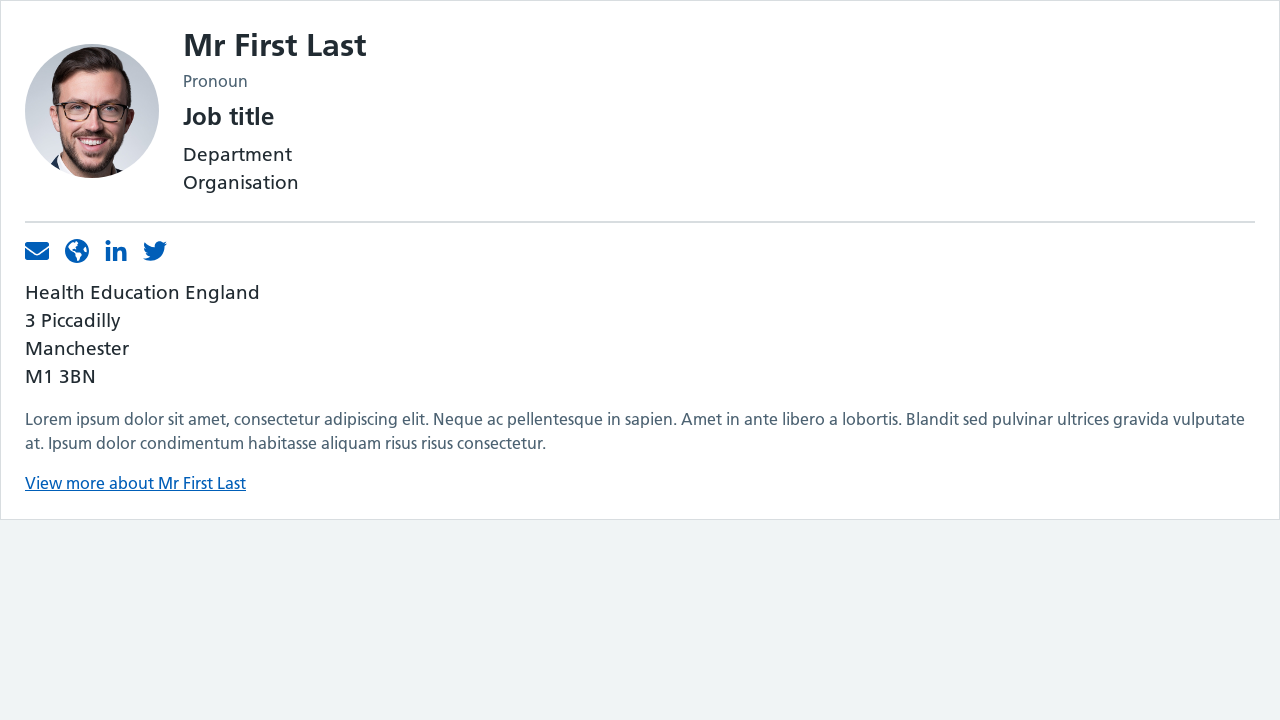 Mr First Last
Pronoun
Job title
Department
Organisation
Health Education England
3 Piccadilly
Manchester
M1 3BN
Lorem ipsum dolor sit amet, consectetur adipiscing elit. Neque ac pellentesque in sapien. Amet in ante libero a lobortis. Blandit sed pulvinar ultrices gravida vulputate
at. Ipsum dolor condimentum habitasse aliquam risus risus consectetur.
View more about Mr First Last